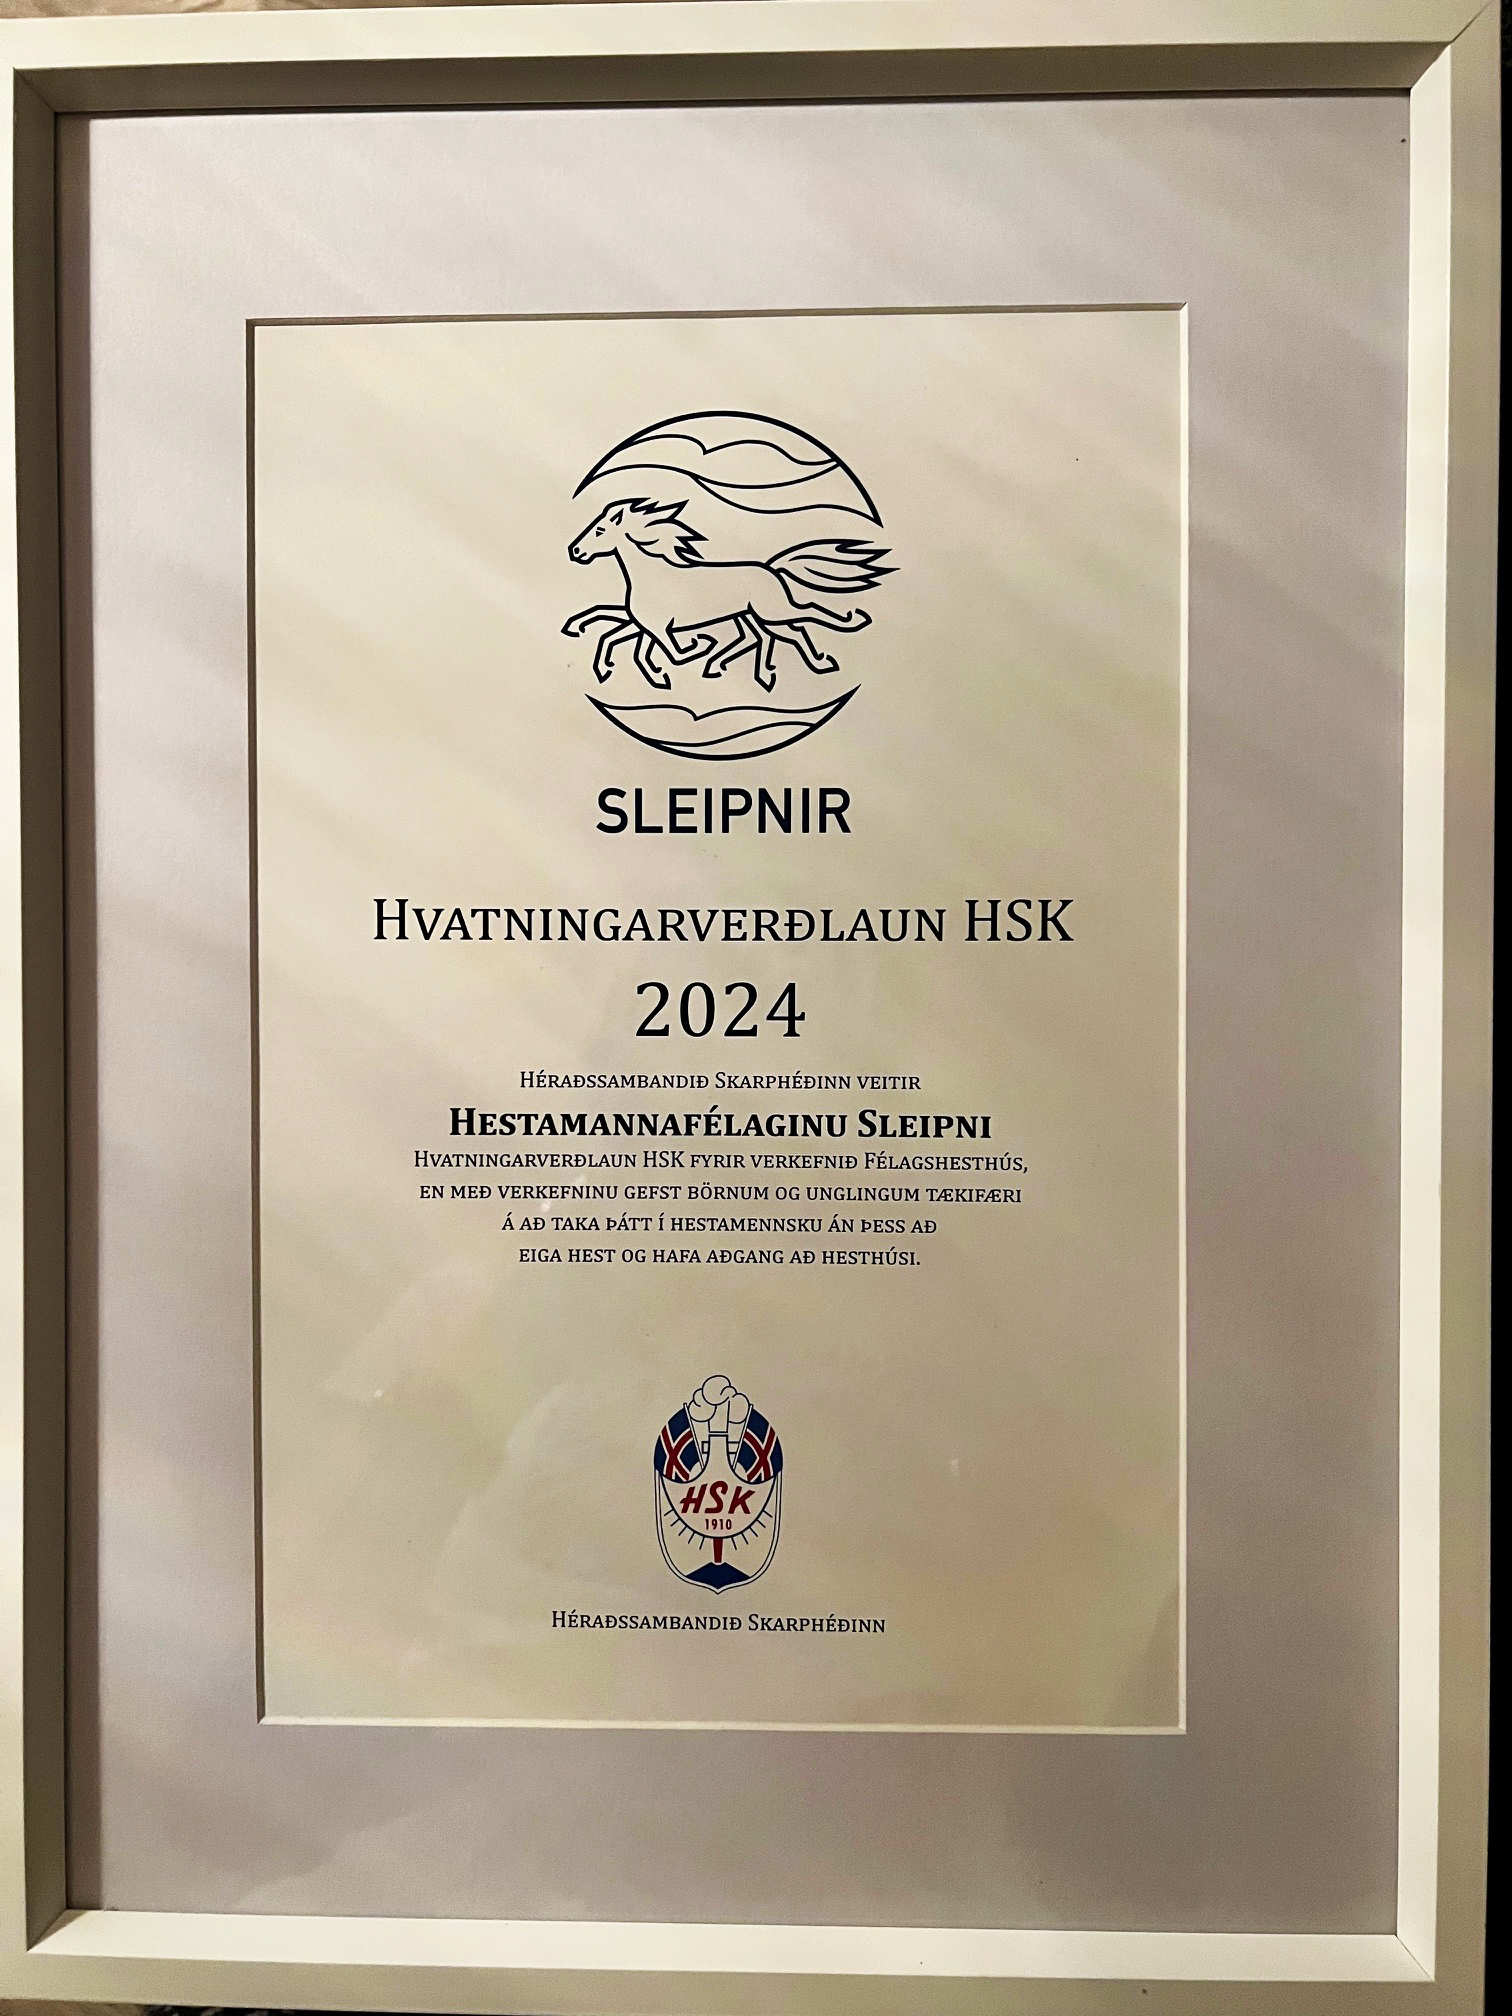 SLEIPNIR
Hvatningarverðlaun HSK
2024
Héraðssambandið Skarphéðinn veitir
Hestamannafélaginu Sleipni
Hvatningarverðlaun HSK fyrir verkefnið Félagshesthús,
en með verkefninu gefst börnum og unglingum tækifæri
á að taka þátt í hestamennsku án þess að
eiga hest og hafa aðgang að hesthúsi.
HSK
1910
Héraðssambandið Skarphéðinn